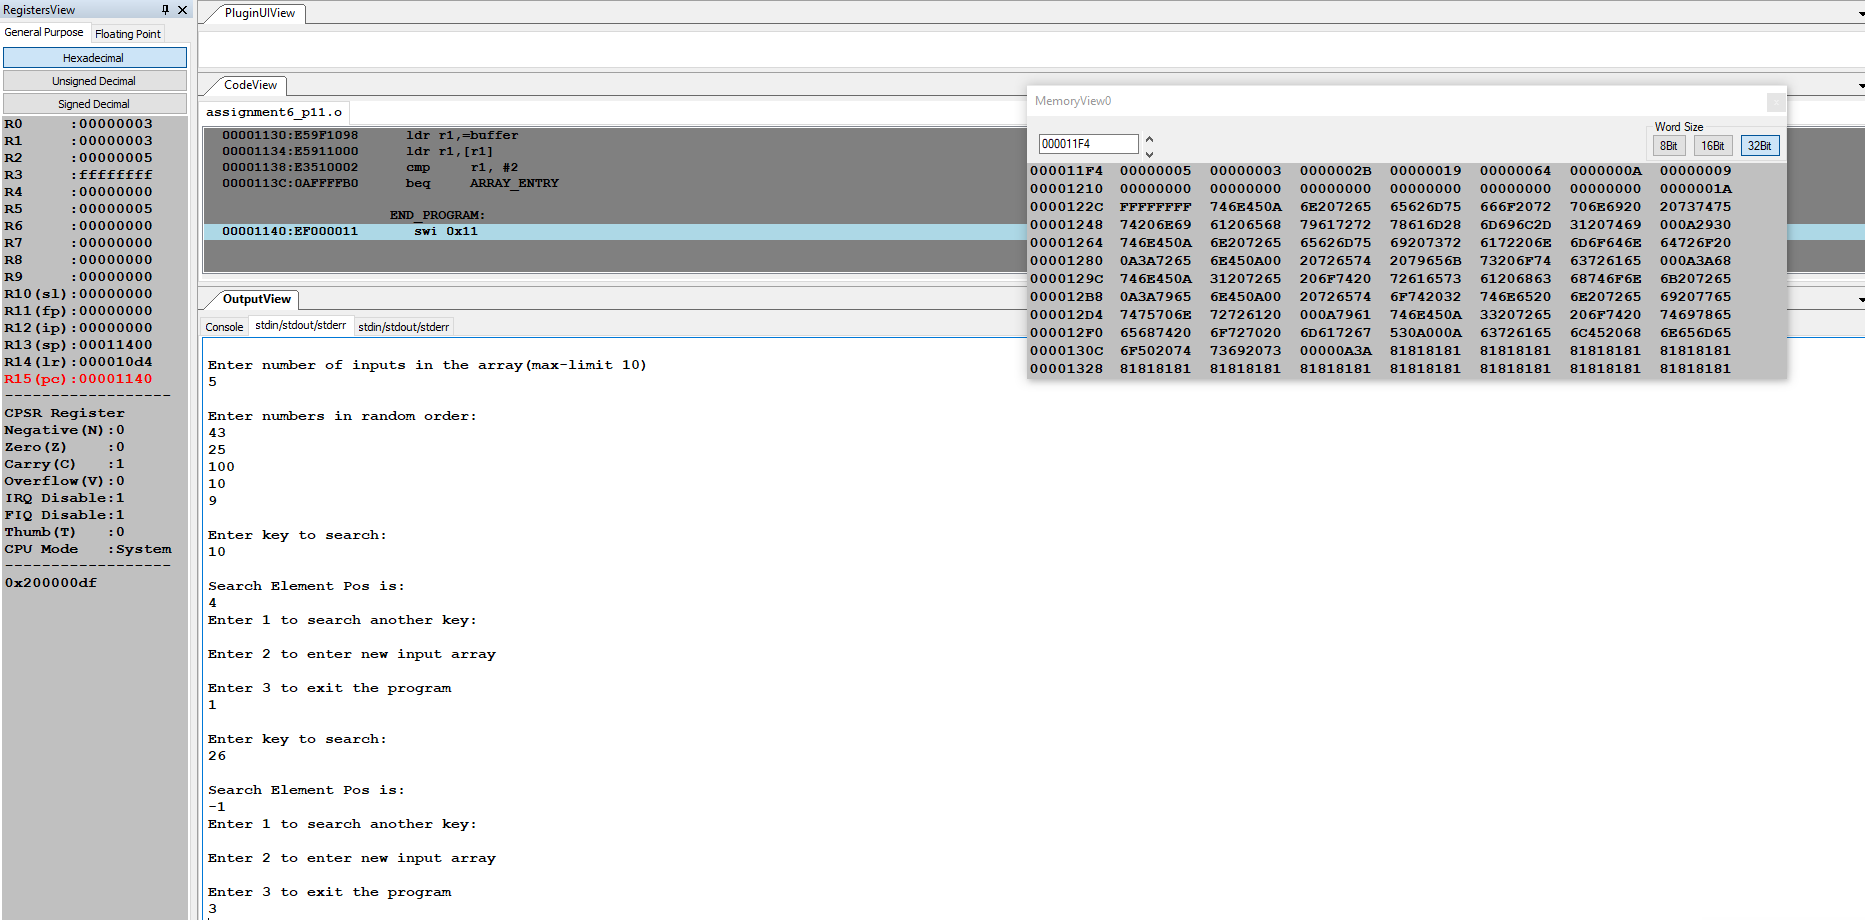 RegistersView
General Purpose Floating Point
Hexadecimal
Unsigned Decimal
Signed Decimal
R0 :00000003
R1 :00000003
R2 :00000005
R3 :ffffffff
R4 :00000000
R5 :00000005
R6 :00000000
R7 :00000000
R8 :00000000
R9 :00000000
R10(sl):00000000
R11(fp):00000000
R12(ip):00000000
R13(sp):00011400
R14(lr):000010d4
R15(pc):00001140
------------------
CPSR Register
Negative(N):0
Zero(Z) :0
Carry(C) :1
Overflow(V):0
IRQ Disable:1
FIQ Disable:1
Thumb(T) :0
CPU Mode :System
------------------
0x200000df
PluginUIView
CodeView
assignment6_p11.o
00001130:E59F1098 ldr r1,=buffer
00001134:E5911000 ldr r1,[r1]
00001138:E3510002 cmp r1, #2
0000113C:0AFFFFB0 beq ARRAY_ENTRY
END_PROGRAM:
00001140:EF000011 swi 0x11
MemoryView0
000011F4
Word Size
8Bit 16Bit 32Bit
000011F4 00000005 00000003 0000002B 00000019 00000064 0000000A 00000009
00001210 00000000 00000000 00000000 00000000 00000000 00000000 0000001A
0000122C FFFFFFFF 746E450A 6E207265 65626D75 666F2072 706E6920 20737475
00001248 74206E69 61206568 79617272 78616D28 6D696C2D 31207469 000A2930
00001264 746E450A 6E207265 65626D75 69207372 6172206E 6D6F646E 64726F20
00001280 0A3A7265 6E450A00 20726574 2079656B 73206F74 63726165 000A3A68
0000129C 746E450A 31207265 206F7420 72616573 61206863 68746F6E 6B207265
000012B8 0A3A7965 6E450A00 20726574 6F742032 746E6520 6E207265 69207765
000012D4 7475706E 72726120 000A7961 746E450A 33207265 206F7420 74697865
000012F0 65687420 6F727020 6D617267 530A000A 63726165 6C452068 6E656D65
0000130C 6F502074 73692073 00000A3A 81818181 81818181 81818181 81818181
00001328 81818181 81818181 81818181 81818181 81818181 81818181 81818181
OutputView
Console stdin/stdout/stderr stdin/stdout/stderr
Enter number of inputs in the array(max-limit 10)
5
Enter numbers in random order:
43
25
100
10
9
Enter key to search:
10
Search Element Pos is:
4
Enter 1 to search another key:
Enter 2 to enter new input array
Enter 3 to exit the program
1
Enter key to search:
26
Search Element Pos is:
-1
Enter 1 to search another key:
Enter 2 to enter new input array
Enter 3 to exit the program
3